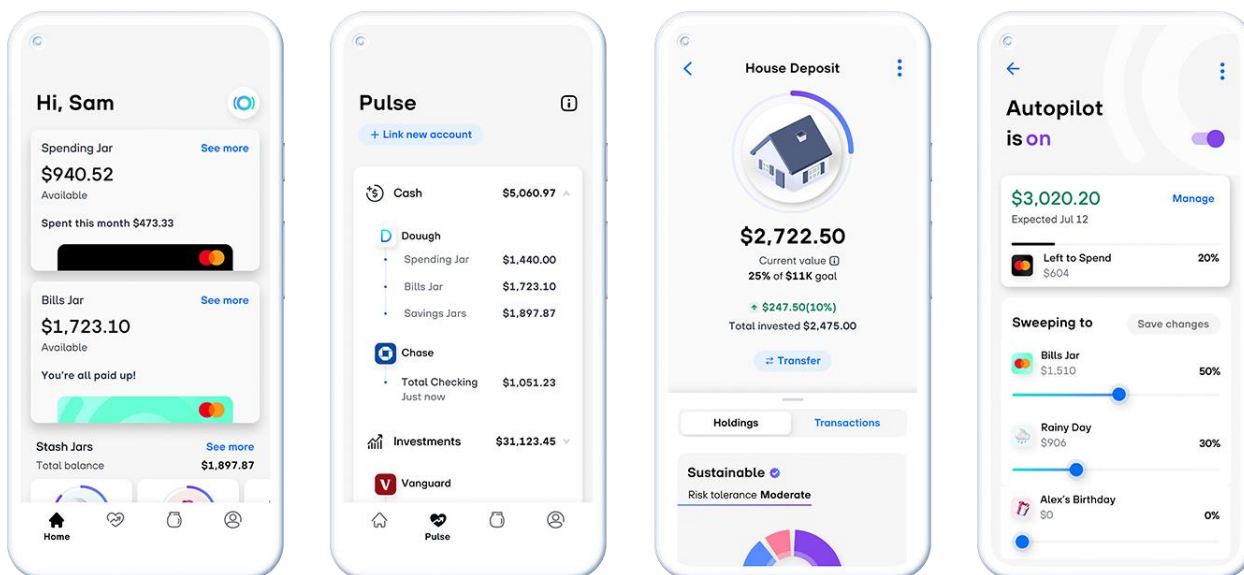 Hi, Sam
Spending Jar See more
$940.52
Available
Spent this month $473.33
Bills Jar See more
$1,723.10
Available
You're all paid up!
Stash Jars See more
Total balance $1,897.87
Home
Pulse
+ Link new account
Cash $5,060.97
Douugh
Spending Jar $1,440.00
Bills Jar $1,723.10
Savings Jars $1,897.87
Chase
Total Checking $1,051.23
Just now
Investments $31,123.45
V Vanguard
Pulse
House Deposit
$2,722.50
Current value
25% of $11K goal
$247.50(10%)
Total invested $2,475.00
Transfer
Holdings Transactions
Sustainable
Risk tolerance Moderate
Autopilot
is on
$3,020.20 Manage
Expected Jul 12
Left to Spend 20%
$604
Sweeping to Save changes
Bills Jar
$1,510 50%
Rainy Day
$906 30%
Alex's Birthday
$0 0%